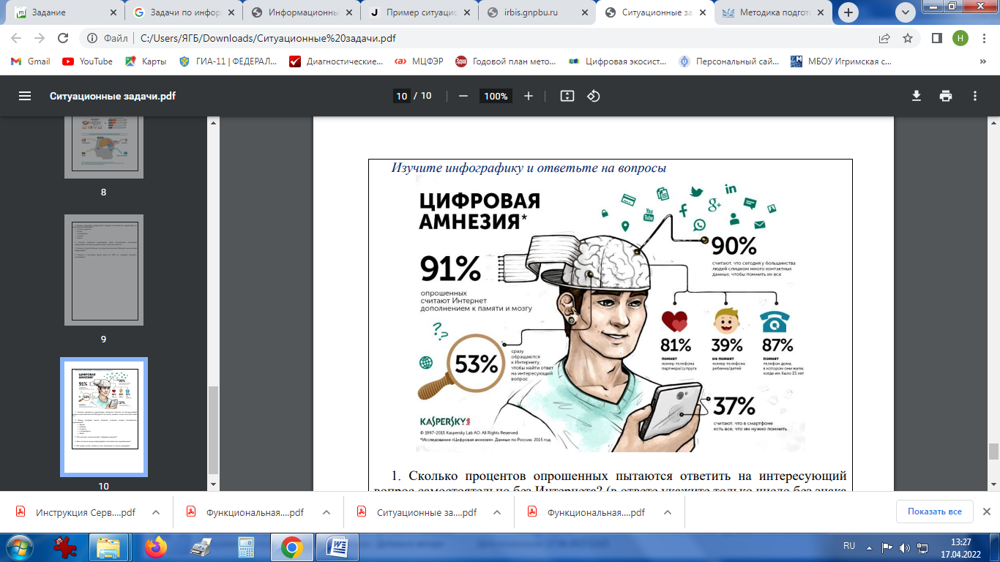 Задание
Задачи по инфор
Информационны
Пример ситуаци
irbis.gnpbu.ru
Ситуационные за
Методика подгото
Файл
C:/Users/ЯГБ/Downloads/Ситуационные%20задачи.pdf
Н
Gmail
YouTube
Карты
ГИА-11 | ФЕДЕРАЛ...
Диагностические...
МЦФЭР
Годовой план мето...
Цифровая экосист...
Персональный сай...
МБОУ Игримская с...
»
Ситуационные задачи.pdf
10 / 10
100%
8
9
10
Изучите инфографику и ответьте на вопросы
ЦИФРОВАЯ
АМНЕЗИЯ*
91%
опрошенных
считают Интернет
дополнением к памяти и мозгу
90%
считают, что сегодня у большинства
людей слишком много контактных
данных, чтобы помнить их все
81%
помнят
номер телефона
партнера/супруга
39%
не помнят
номер телефона
ребенка/детей
87%
помнят
телефон дома,
в котором они жили,
когда им было 15 лет
53%
сразу
обращаются
к Интернету,
чтобы найти ответ
на интересующий
вопрос
37%
считают, что в смартфоне
есть все, что им нужно помнить
KASPERSKY lab
© 1997-2015 Kaspersky Lab AO. All Rights Reserved.
*Исследование «Цифровая амнезия». Данные по России, 2015 год.
1. Сколько процентов опрошенных пытаются ответить на интересующий
вопрос самостоятельно без Интернета? (в ответе укажите только число без знака
Инструкция Серв....pdf
Функциональная....pdf
Ситуационные за....pdf
Функциональная....pdf
Показать все
RU
13:27
17.04.2022